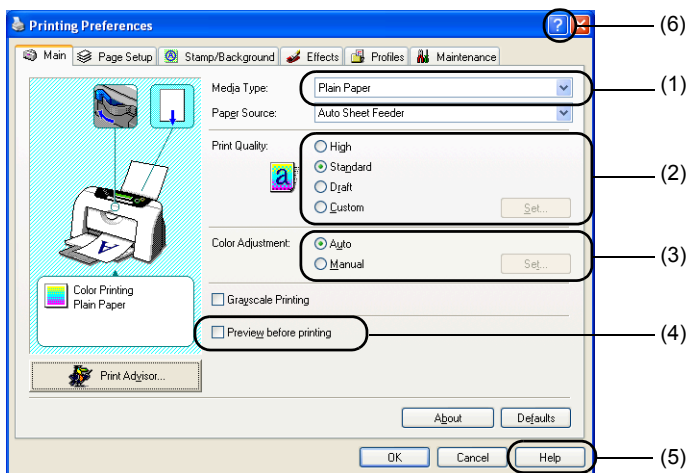 Printing Preferences
?
(6)
Main Page Setup Stamp/Background Effects Profiles Maintenance
Media Type: Plain Paper
(1)
Paper Source: Auto Sheet Feeder
Print Quality: High
Standard
(2)
Draft
Custom Set...
a
Color Adjustment: Auto
(3)
Manual Set...
Color Printing
Plain Paper
A
Grayscale Printing
Preview before printing
(4)
Print Advisor...
About Defaults
OK Cancel Help
(5)